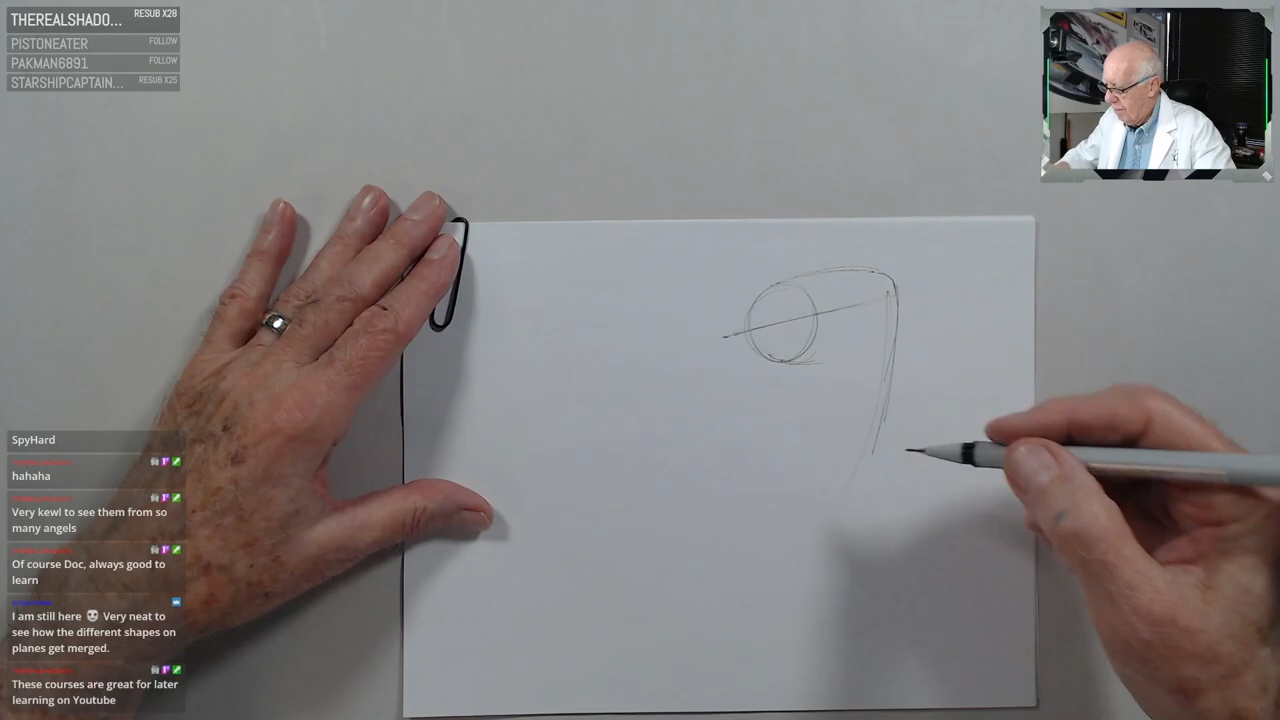 THEREALSHADO... RESUB X28
PISTONEATER FOLLOW
PAKMAN6891 FOLLOW
STARSHIPCAPTAIN... RESUB X25
SpyHard
hahaha
Very kewl to see them from so
many angels
Of course Doc, always good to
learn
I am still here 💀 Very neat to
see how the different shapes on
planes get merged.
These courses are great for later
learning on Youtube